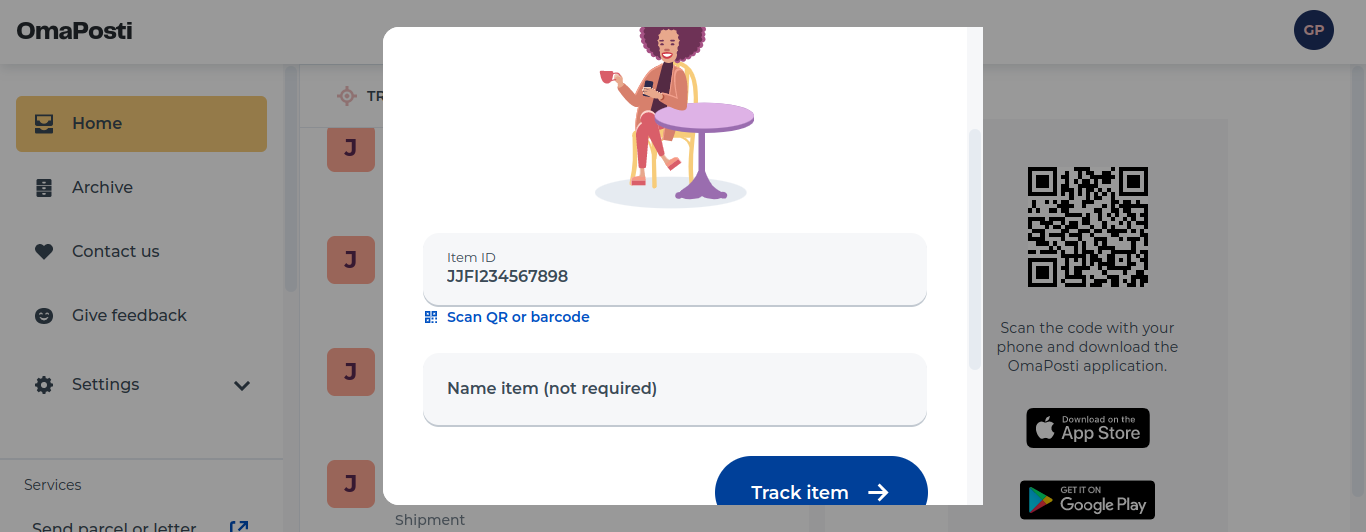 OmaPosti
GP
Home
Archive
Contact us
Give feedback
Settings
Services
Send parcel or letter
TR
J
J
J
J
Shipment
Item ID
JJFI234567898
Scan QR or barcode
Name item (not required)
Track item
Scan the code with your
phone and download the
OmaPosti application.
Download on the
App Store
GET IT ON
Google Play